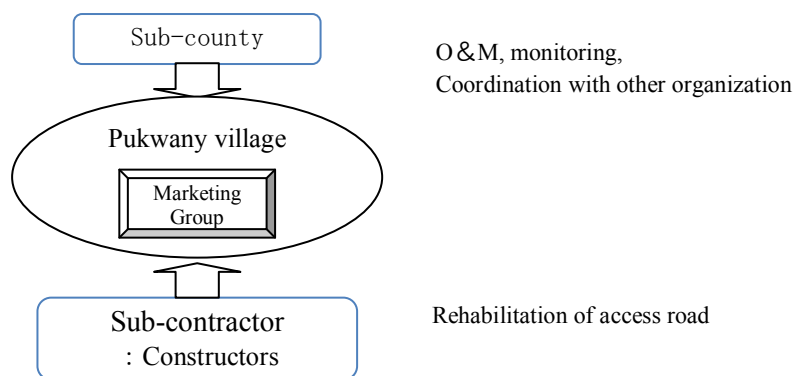 Sub-county
O＆M, monitoring,
Coordination with other organization
Pukwany village
Marketing
Group
Sub-contractor
: Constructors
Rehabilitation of access road